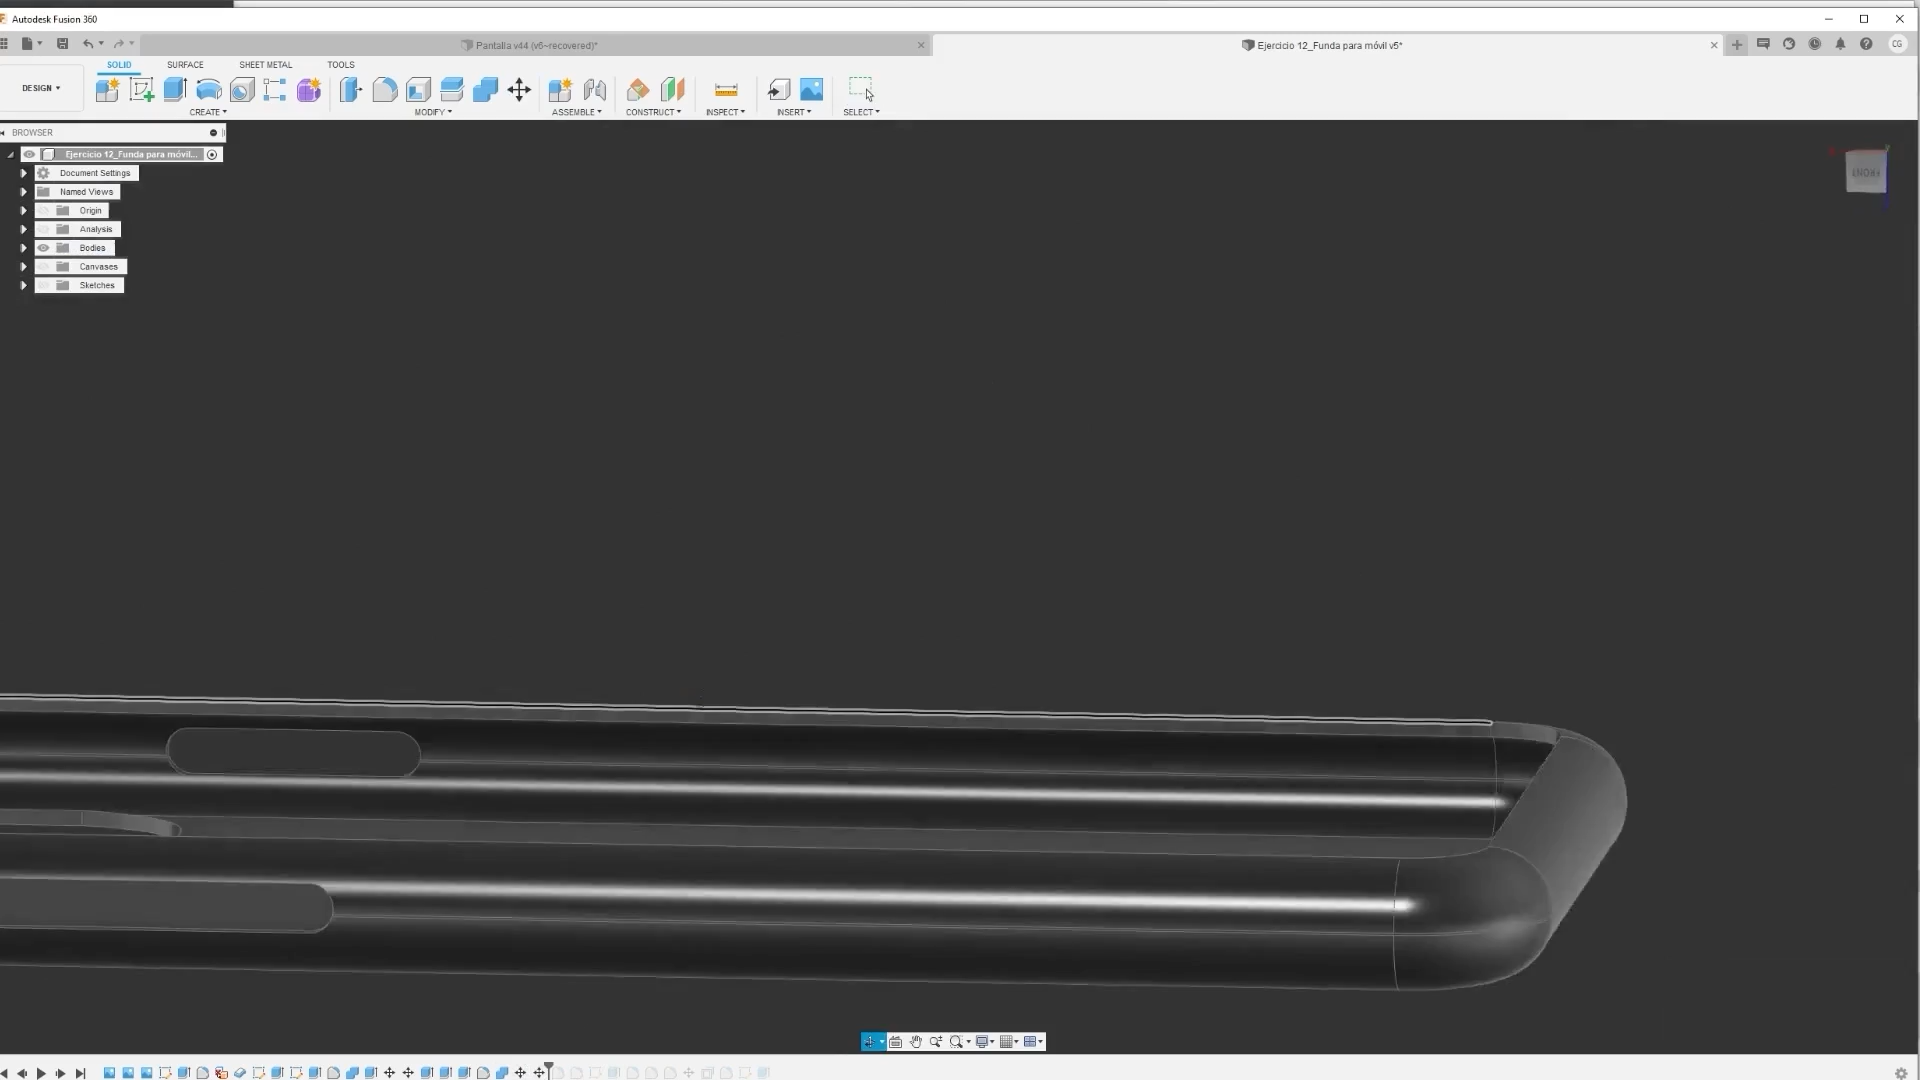 Autodesk Fusion 360
Pantalla v44 (v6~recovered)*
Ejercicio 12_Funda para móvil v5*
CG
SOLID SURFACE SHEET METAL TOOLS
DESIGN
CREATE MODIFY ASSEMBLE CONSTRUCT INSPECT INSERT SELECT
BROWSER
Ejercicio 12_Funda para móvil...
Document Settings
Named Views
Origin
Analysis
Bodies
Canvases
Sketches
FRONT